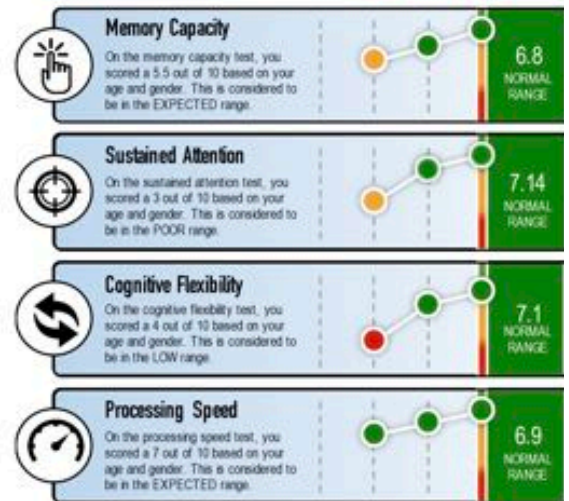 Memory Capacity
On the memory capacity test, you
scored a 5.5 out of 10 based on your
age and gender. This is considered to
be in the EXPECTED range.
6.8
NORMAL
RANGE
Sustained Attention
On the sustained attention test, you
scored a 3 out of 10 based on your
age and gender. This is considered to
be in the POOR range.
7.14
NORMAL
RANGE
Cognitive Flexibility
On the cognitive flexibility test, you
scored a 4 out of 10 based on your
age and gender. This is considered to
be in the LOW range.
7.1
NORMAL
RANGE
Processing Speed
On the processing speed test, you
scored a 7 out of 10 based on your
age and gender. This is considered to
be in the EXPECTED range.
6.9
NORMAL
RANGE